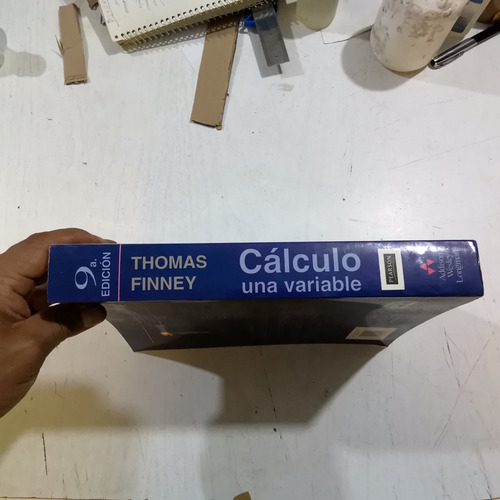 9a.
EDICIÓN
THOMAS
FINNEY
Cálculo
una variable
PEARSON
Addison
Wesley
Longman